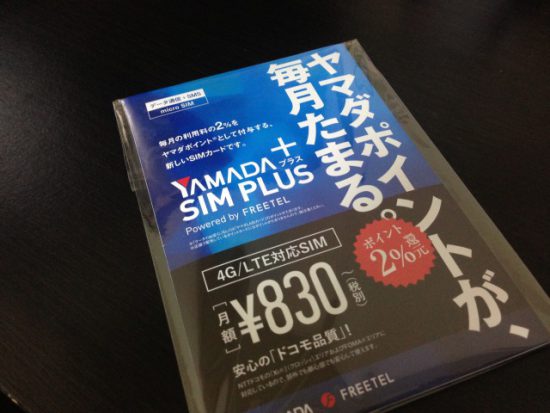 データ通信+SMS
micro SIM
ヤマダポイントが、
毎月たまる。
毎月の利用料の2%を
ヤマダポイント※として付与する。
新しいSIMカードです。
YAMADA
SIM PLUS
+
プラス
Powered by FREETEL
ポイント
2%還元
4G/LTE対応SIM
[月額]
¥830~(税別)
安心の「ドコモ品質」!
FREETEL